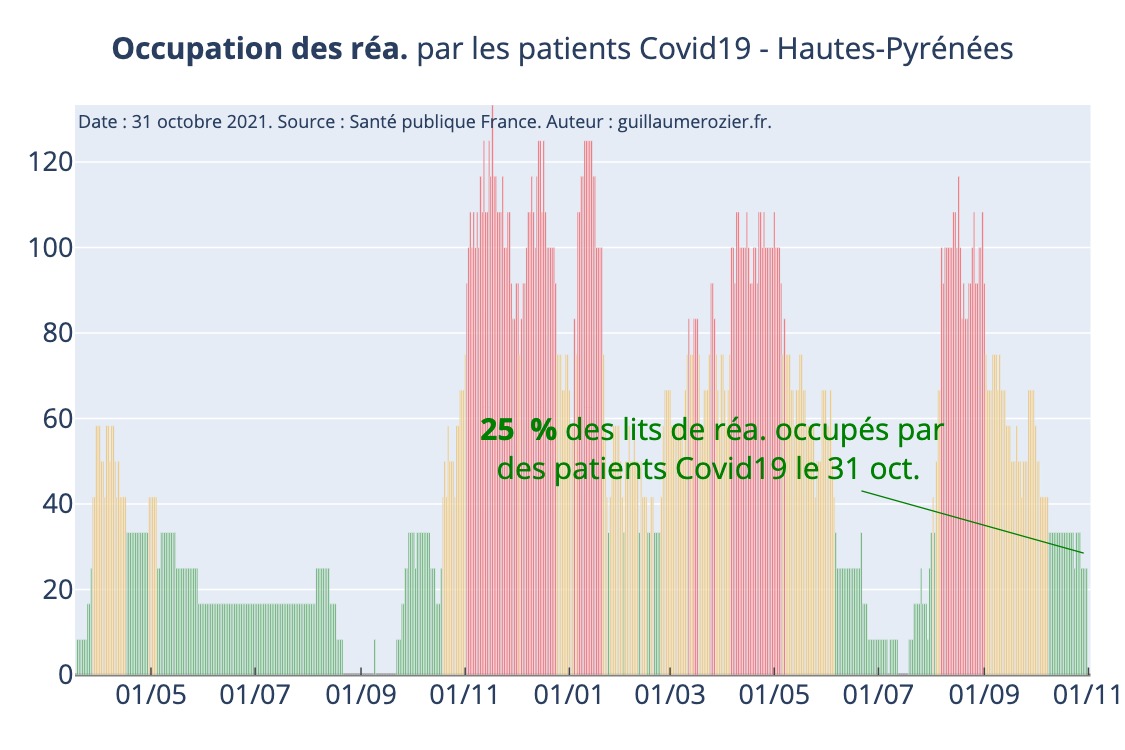 Occupation des réa. par les patients Covid19 - Hautes-Pyrénées
Date : 31 octobre 2021. Source : Santé publique France. Auteur : guillaumerozier.fr.
120
100
80
60
40
20
0
25 % des lits de réa. occupés par
des patients Covid19 le 31 oct.
01/05 01/07 01/09 01/11 01/01 01/03 01/05 01/07 01/09 01/11